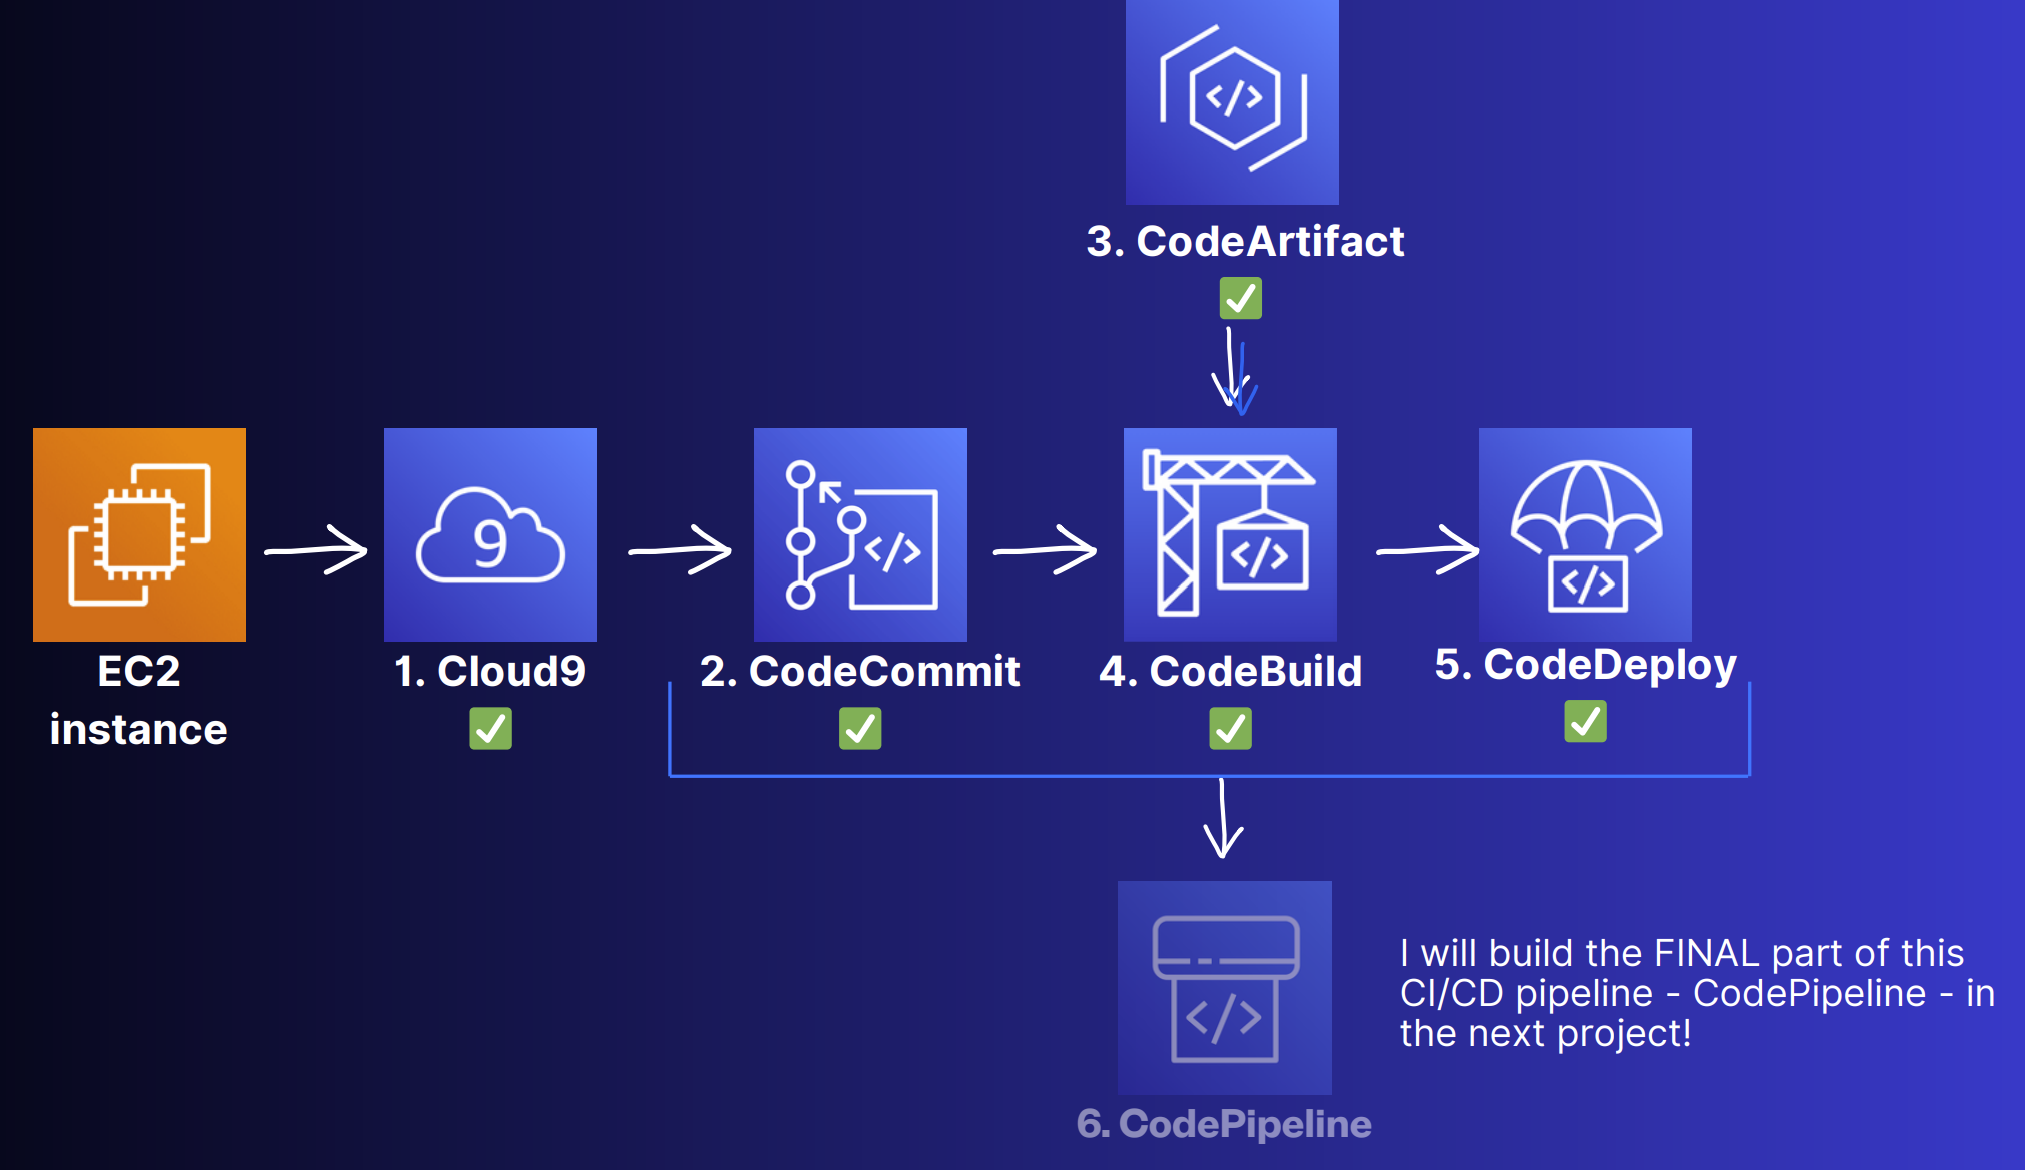 </>
3. CodeArtifact
9
</>
</>
</>
EC2
instance
1. Cloud9
2. CodeCommit
4. CodeBuild
5. CodeDeploy
</>
6. CodePipeline
I will build the FINAL part of this
CI/CD pipeline - CodePipeline - in
the next project!